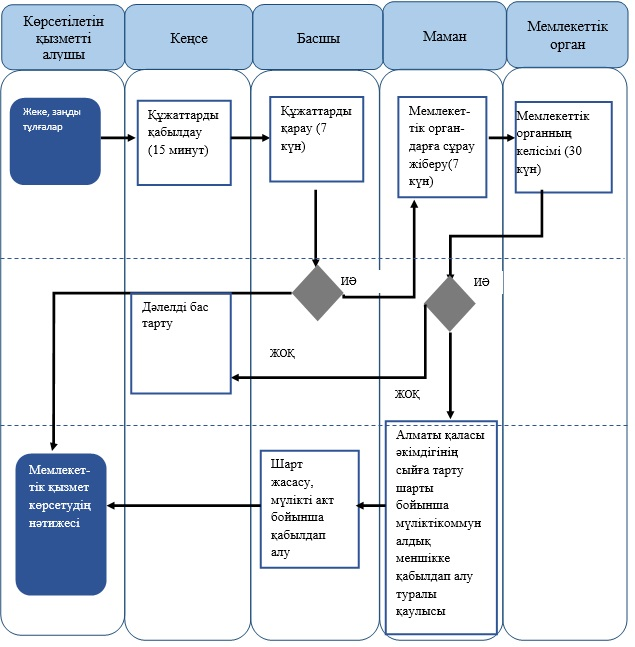 Көрсетілетін
қызметті
алушы
Кеңсе
Басшы
Маман
Мемлекеттік
орган
Жеке, заңды
тұлғалар
Құжаттарды
қабылдау
(15 минут)
Құжаттарды
қарау (7
күн)
Мемлекет-
тік орган-
дарға сұрау
жіберу(7
күн)
Мемлекеттік
органның
келісімі (30
күн)
ИӘ
ИӘ
Дәлелді бас
тарту
ЖОҚ
ЖОҚ
Мемлекет-
тік қызмет
көрсетудің
нәтижесі
Шарт
жасасу,
мүлікті акт
бойынша
қабылдап
алу
Алматы қаласы
әкімдігінің
сыйға тарту
шарты
бойынша
мүліктікоммун
алдық
меншікке
қабылдап алу
туралы
қаулысы